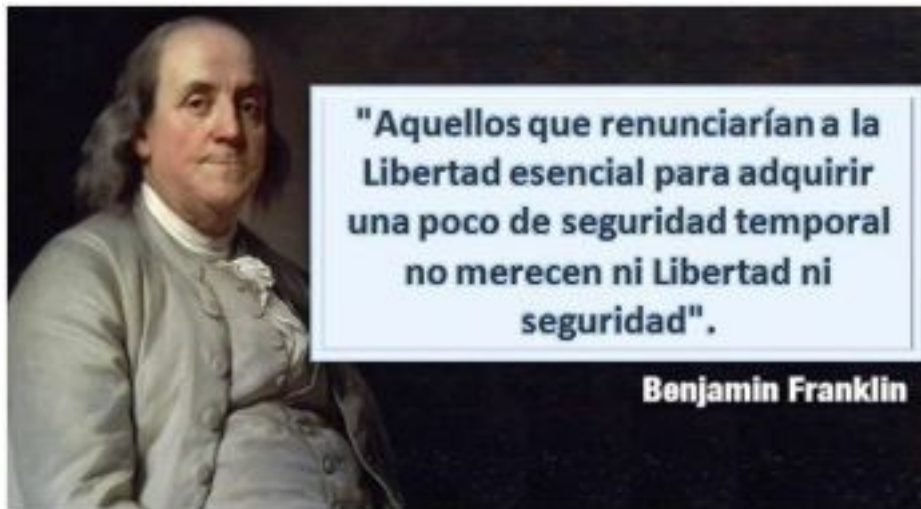 "Aquellos que renunciarían a la
Libertad esencial para adquirir
una poco de seguridad temporal
no merecen ni Libertad ni
seguridad".
Benjamin Franklin